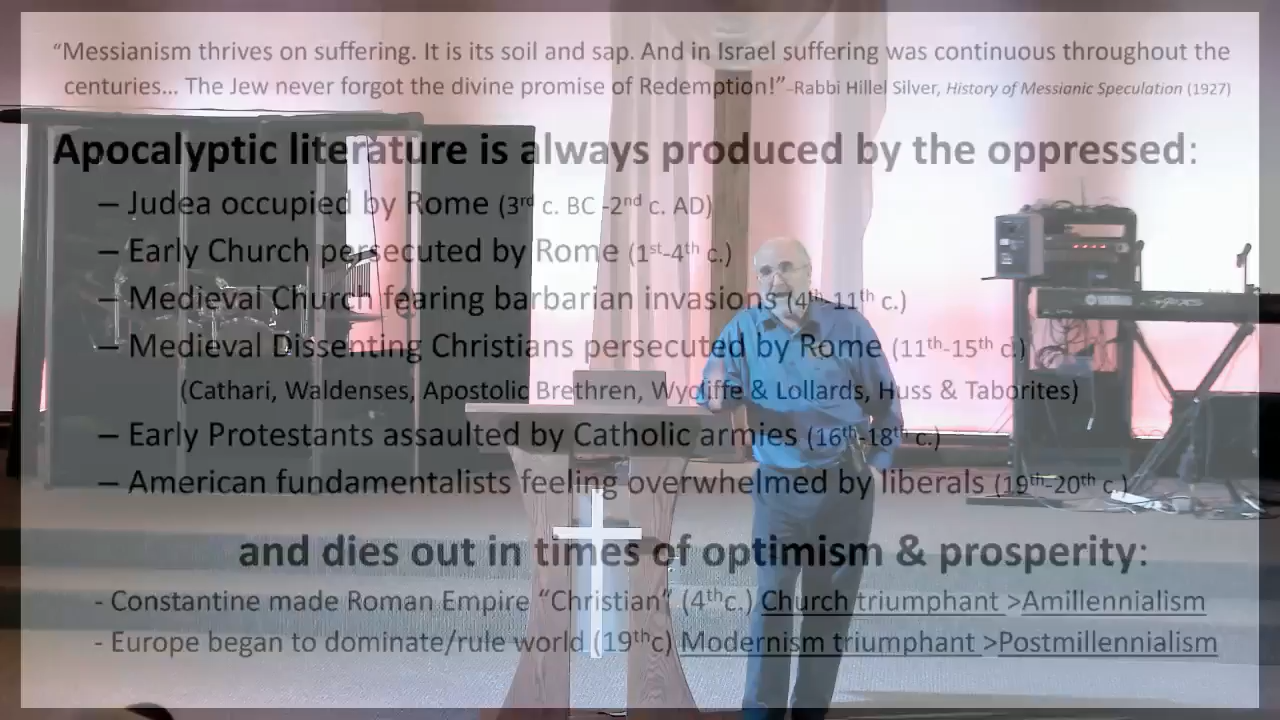 “Messianism thrives on suffering. It is its soil and sap. And in Israel suffering was continuous throughout the
centuries... The Jew never forgot the divine promise of Redemption!” –Rabbi Hillel Silver, History of Messianic Speculation (1927)
Apocalyptic literature is always produced by the oppressed:
– Judea occupied by Rome (3rd c. BC -2nd c. AD)
– Early Church persecuted by Rome (1st-4th c.)
– Medieval Church fearing barbarian invasions (4th-11th c.)
– Medieval Dissenting Christians persecuted by Rome (11th-15th c.)
(Cathari, Waldenses, Apostolic Brethren, Wycliffe & Lollards, Huss & Taborites)
– Early Protestants assaulted by Catholic armies (16th-18th c.)
– American fundamentalists feeling overwhelmed by liberals (19th-20th c.)
and dies out in times of optimism & prosperity:
- Constantine made Roman Empire “Christian” (4thc.) Church triumphant >Amillennialism
- Europe began to dominate/rule world (19thc) Modernism triumphant >Postmillennialism
YAMAHA